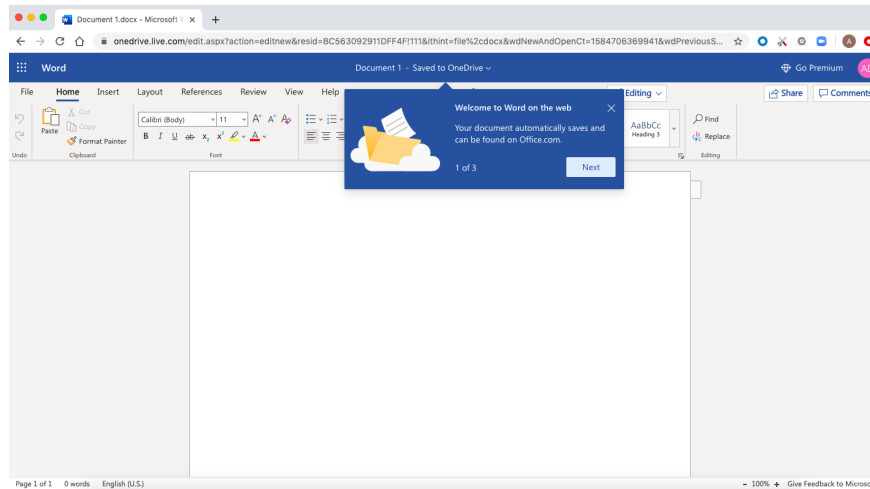 Document 1.docx - Microsoft
onedrive.live.com/edit.aspx?action=editnew&resid=BC563092911DFF4F!111&ithint=file%2cdocx&wdNewAndOpenCt=1584706369941&wdPreviousS...
Word
Document 1 - Saved to OneDrive
Go Premium
AD
File Home Insert Layout References Review View Help
Editing
Share
Comments
Paste
Cut
Copy
Format Painter
Calibri (Body) 11
B I U ab x₂ x² A
AaBbCc
Heading 3
Find
Replace
Undo
Clipboard
Font
Editing
Welcome to Word on the web
Your document automatically saves and
can be found on Office.com.
1 of 3
Next
Page 1 of 1 0 words English (U.S.)
- 100% + Give Feedback to Microso